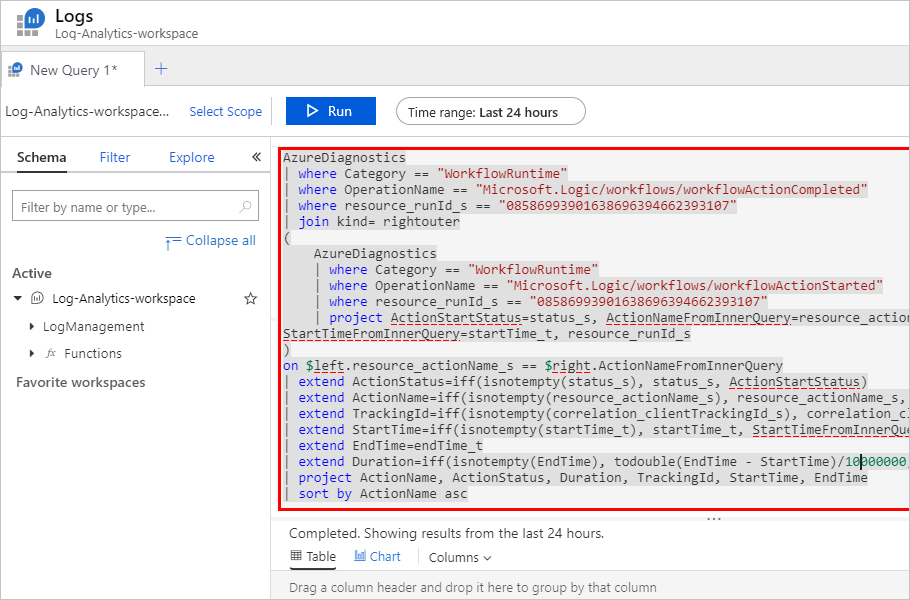 Logs
Log-Analytics-workspace
New Query 1*
Log-Analytics-workspace... Select Scope Run Time range: Last 24 hours
Schema Filter Explore «
Filter by name or type...
Collapse all
Active
Log-Analytics-workspace
LogManagement
fx Functions
Favorite workspaces
AzureDiagnostics
| where Category == "WorkflowRuntime"
| where OperationName == "Microsoft.Logic/workflows/workflowActionCompleted"
| where resource_runId_s == "08586993901638696394662393107"
| join kind= rightouter
(
AzureDiagnostics
| where Category == "WorkflowRuntime"
| where OperationName == "Microsoft.Logic/workflows/workflowActionStarted"
| where resource_runId_s == "08586993901638696394662393107"
| project ActionStartStatus=status_s, ActionNameFromInnerQuery=resource_action
StartTimeFromInnerQuery=startTime_t, resource_runId_s
)
on $left.resource_actionName_s == $right.ActionNameFromInnerQuery
| extend ActionStatus=iff(isnotempty(status_s), status_s, ActionStartStatus)
| extend ActionName=iff(isnotempty(resource_actionName_s), resource_actionName_s,
| extend TrackingId=iff(isnotempty(correlation_clientTrackingId_s), correlation_cl
| extend StartTime=iff(isnotempty(startTime_t), startTime_t, StartTimeFromInnerQue
| extend EndTime=endTime_t
| extend Duration=iff(isnotempty(EndTime), todouble(EndTime - StartTime)/10000000,
| project ActionName, ActionStatus, Duration, TrackingId, StartTime, EndTime
| sort by ActionName asc
...
Completed. Showing results from the last 24 hours.
Table Chart Columns
Drag a column header and drop it here to group by that column